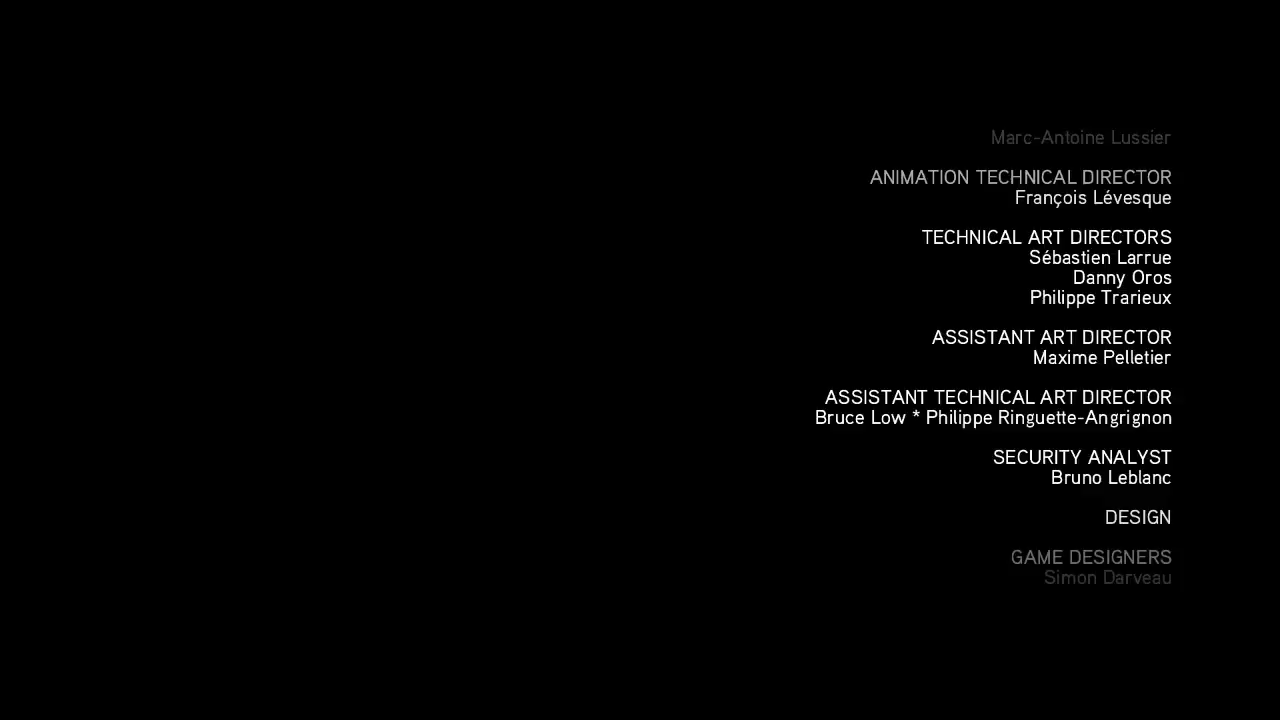 Marc-Antoine Lussier
ANIMATION TECHNICAL DIRECTOR
François Lévesque
TECHNICAL ART DIRECTORS
Sébastien Larrue
Danny Oros
Philippe Trarieux
ASSISTANT ART DIRECTOR
Maxime Pelletier
ASSISTANT TECHNICAL ART DIRECTOR
Bruce Low * Philippe Ringuette-Angrignon
SECURITY ANALYST
Bruno Leblanc
DESIGN
GAME DESIGNERS
Simon Darveau